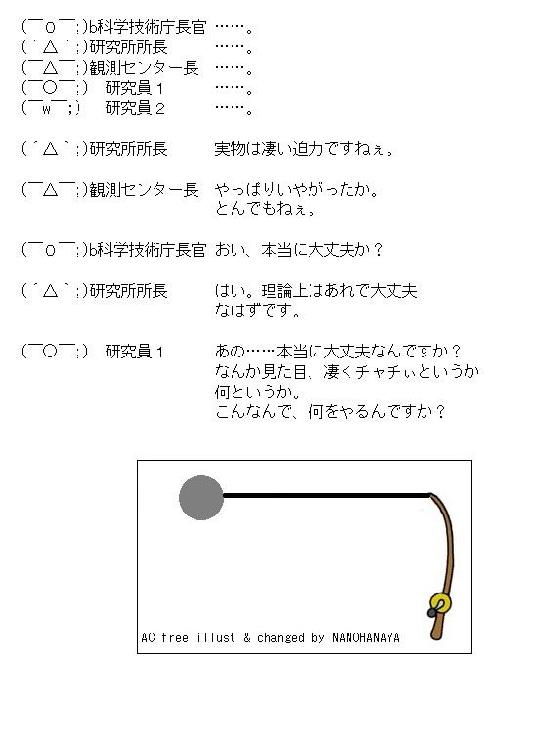 (￣０￣;)b科学技術庁長官 ……。
(´△｀;)研究所所長 ……。
(￣△￣;)観測センター長 ……。
(￣○￣;) 研究員１ ……。
(￣w￣;! 研究員２ ……。
(´△｀;)研究所所長 実物は凄い迫力ですねぇ。
(￣△￣;)観測センター長 やっぱりいやがったか。
とんでもねぇ。
(￣０￣;)b科学技術庁長官 おい、本当に大丈夫か？
(´△｀;)研究所所長 はい。理論上はあれで大丈夫
なはずです。
(￣○￣;) 研究員１ あの……本当に大丈夫なんですか？
なんか見た目、凄くチャチぃというか
何というか。
こんなんで、何をやるんですか？
AC free illust & changed by NANOHANAYA